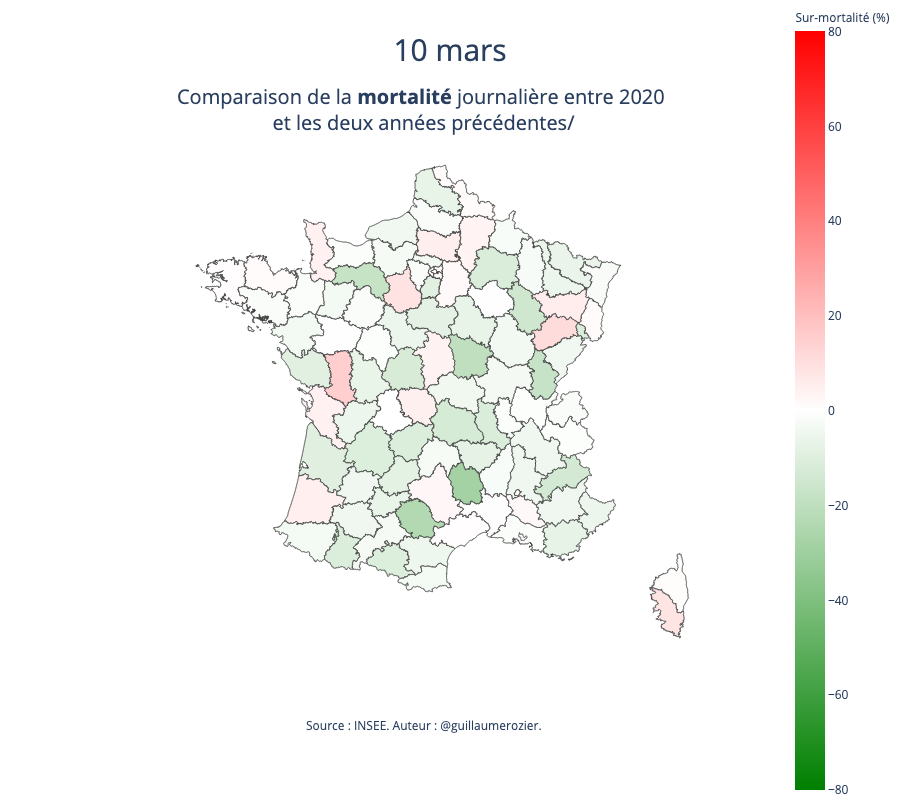 Sur-mortalité (%)
10 mars
Comparaison de la mortalité journalière entre 2020
et les deux années précédentes/
80
60
40
20
0
−20
−40
−60
−80
Source : INSEE. Auteur : @guillaumerozier.